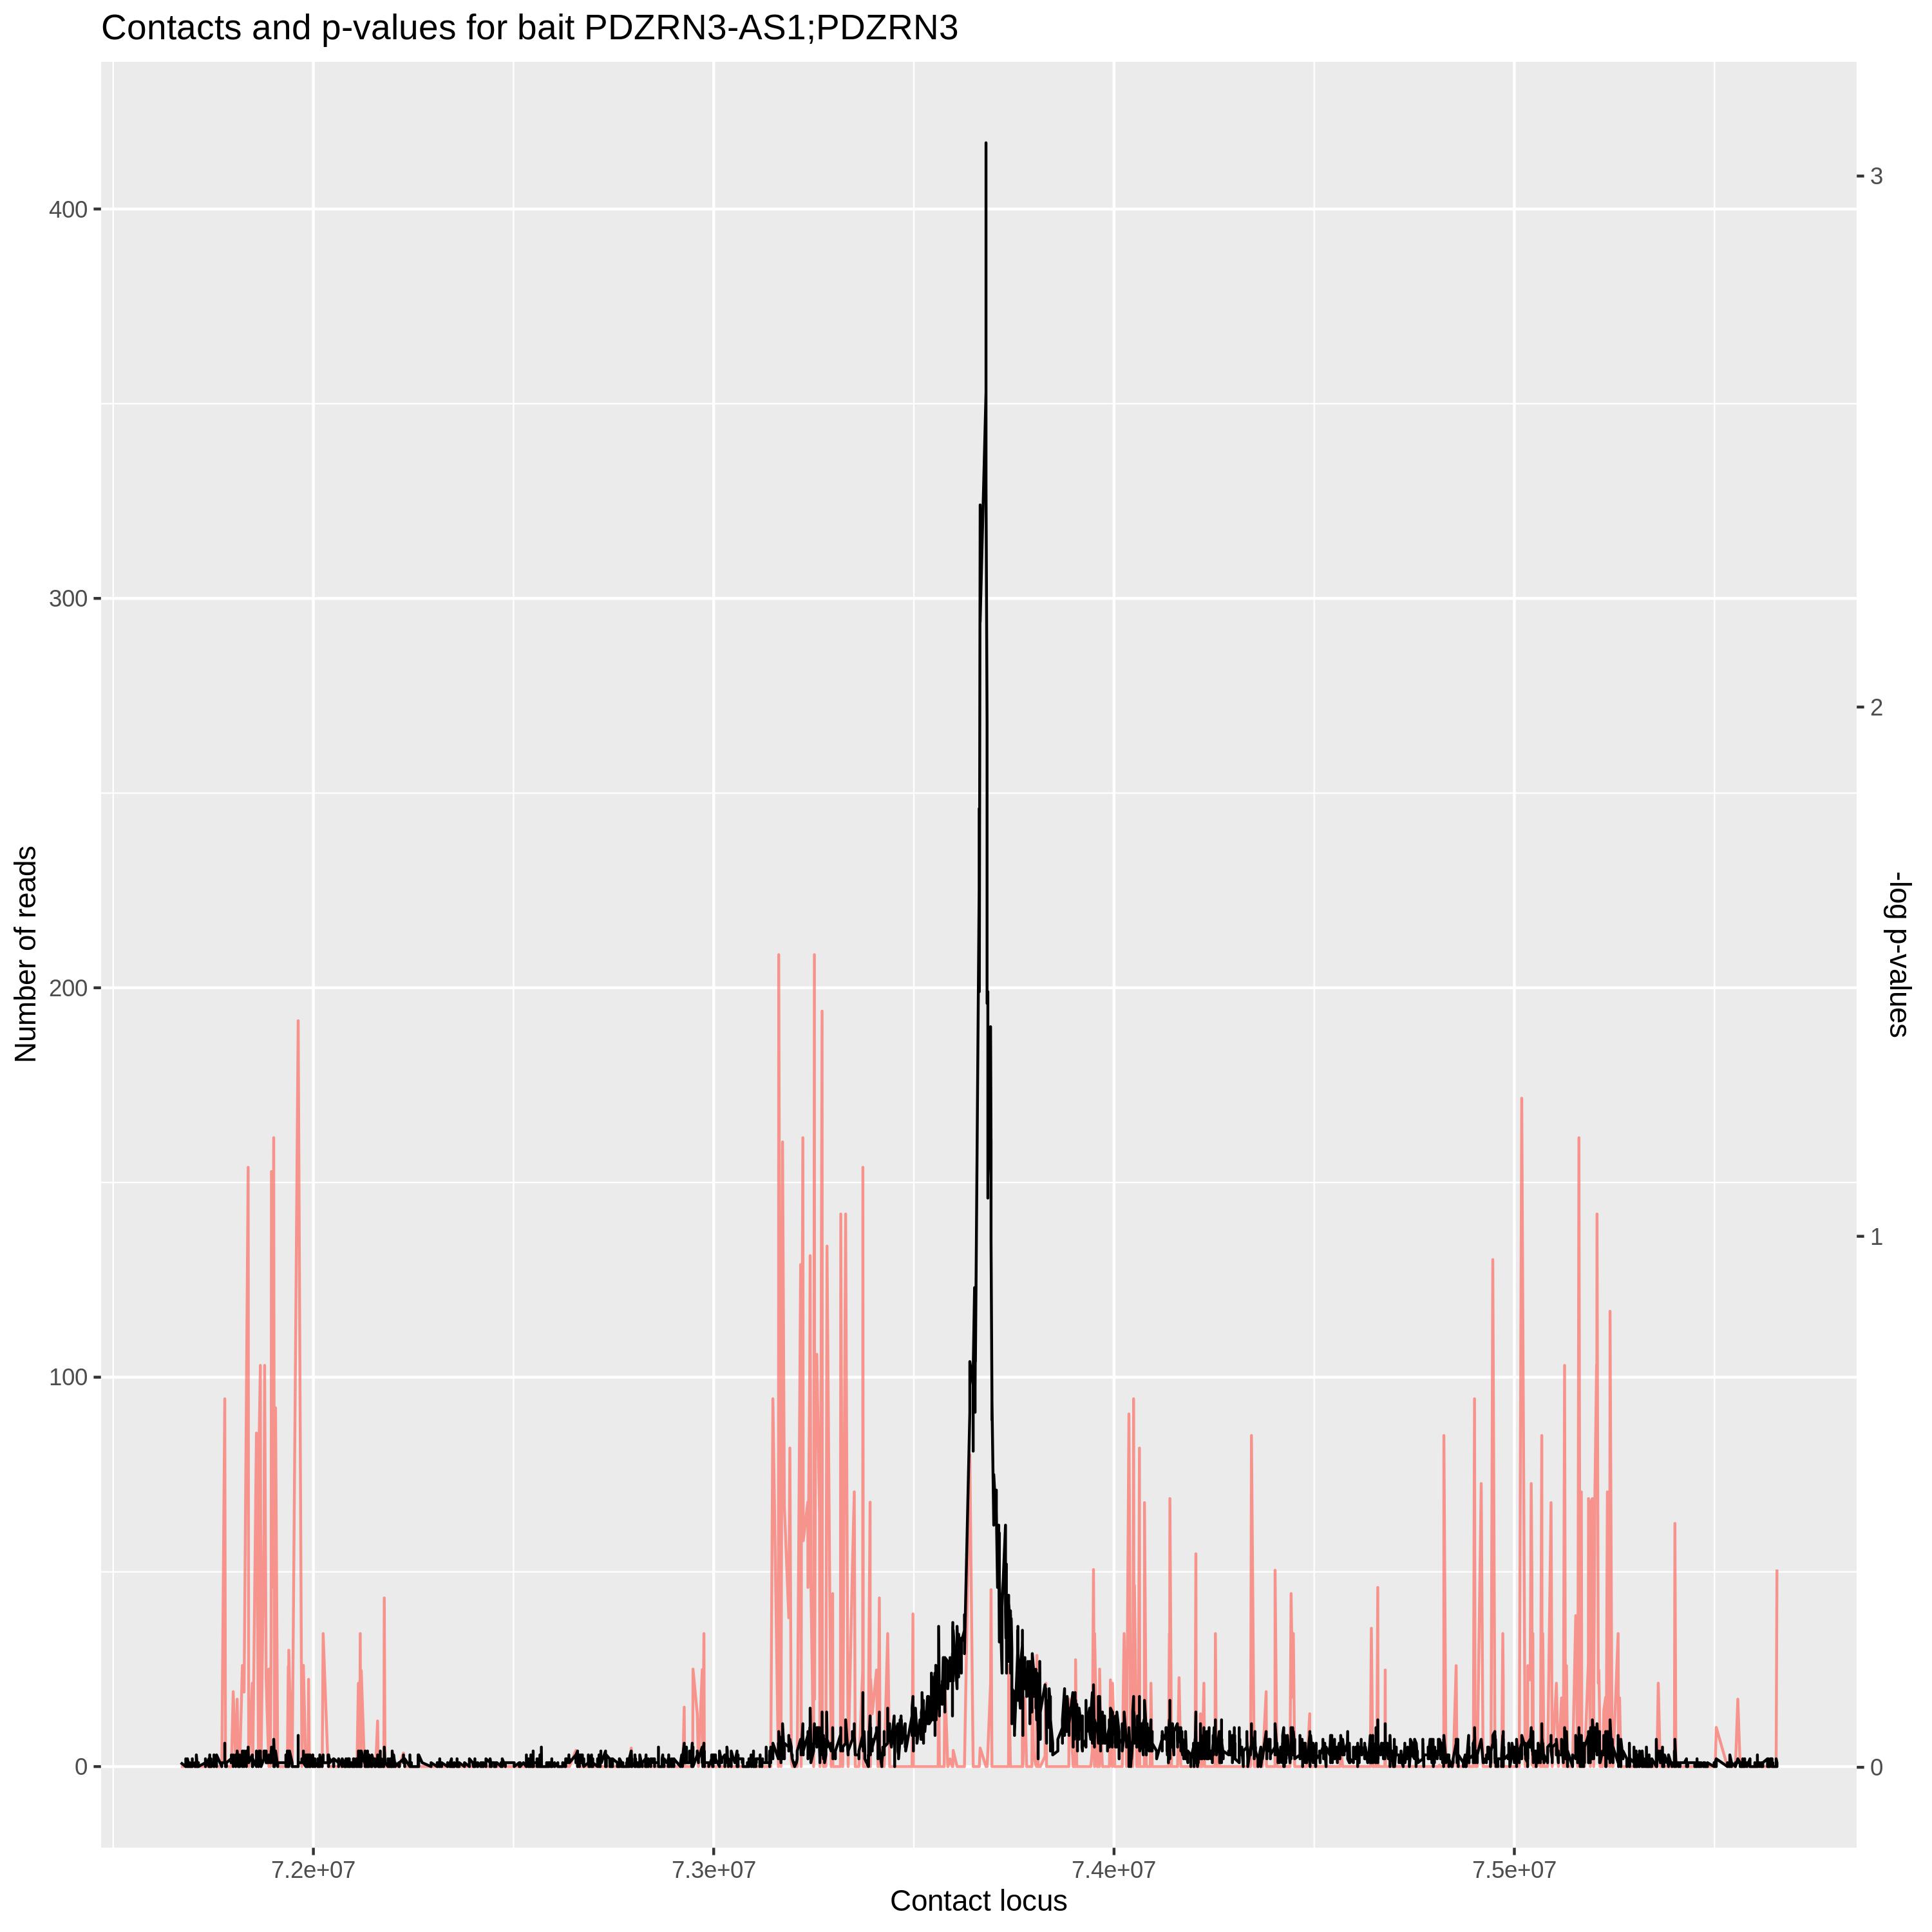 Contacts and p-values for bait PDZRN3-AS1;PDZRN3
400
300
200
100
0
3
2
1
0
Number of reads
-log p-values
7.2e+07
7.3e+07
7.4e+07
7.5e+07
Contact locus